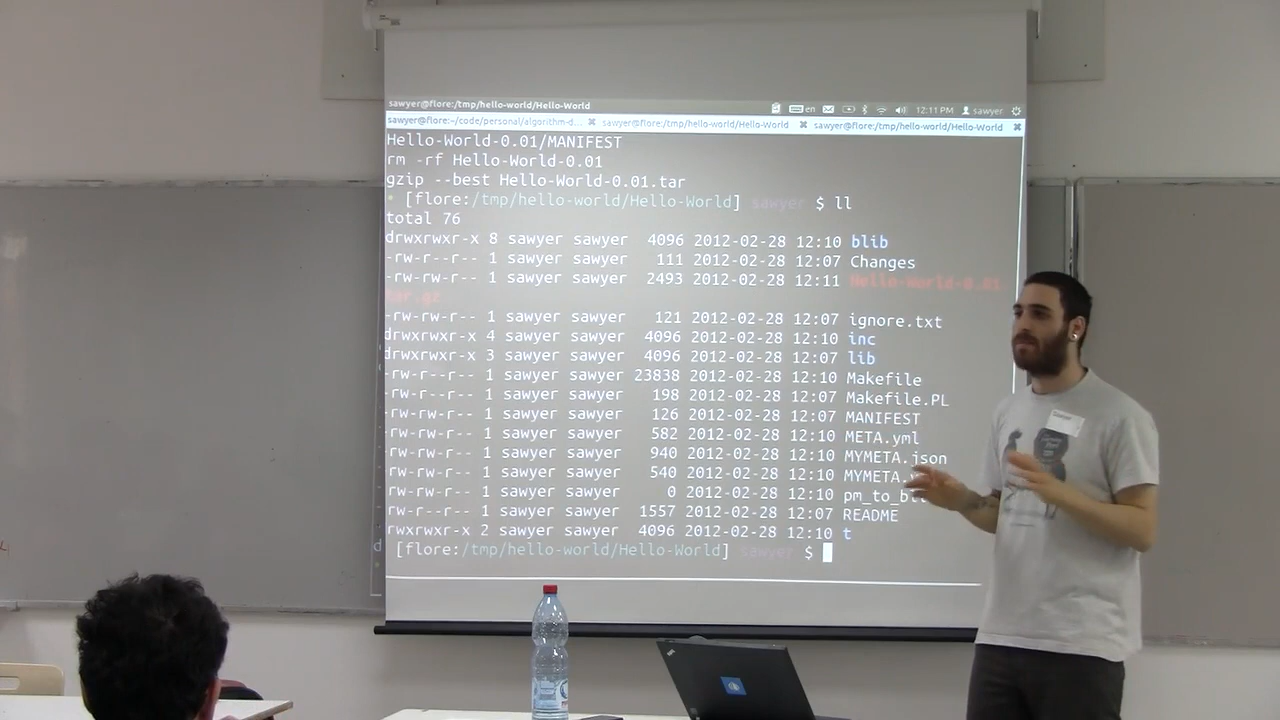 sawyer@flore:/tmp/hello-world/Hello-World en 12:11 PM sawyer
sawyer@flore:~/code/personal/algorithm-d... sawyer@flore:/tmp/hello-world/Hello-World sawyer@flore:/tmp/hello-world/Hello-World
Hello-World-0.01/MANIFEST
rm -rf Hello-World-0.01
gzip --best Hello-World-0.01.tar
[flore:/tmp/hello-world/Hello-World] sawyer $ ll
total 76
drwxrwxr-x 8 sawyer sawyer 4096 2012-02-28 12:10 blib
-rw-r--r-- 1 sawyer sawyer 111 2012-02-28 12:07 Changes
-rw-rw-r-- 1 sawyer sawyer 2493 2012-02-28 12:11 Hello-World-0.01.
tar.gz
-rw-rw-r-- 1 sawyer sawyer 121 2012-02-28 12:07 ignore.txt
drwxrwxr-x 4 sawyer sawyer 4096 2012-02-28 12:10 inc
drwxrwxr-x 3 sawyer sawyer 4096 2012-02-28 12:07 lib
-rw-r--r-- 1 sawyer sawyer 23838 2012-02-28 12:10 Makefile
-rw-rw-r-- 1 sawyer sawyer 198 2012-02-28 12:07 Makefile.PL
-rw-rw-r-- 1 sawyer sawyer 126 2012-02-28 12:07 MANIFEST
-rw-rw-r-- 1 sawyer sawyer 582 2012-02-28 12:10 META.yml
-rw-rw-r-- 1 sawyer sawyer 940 2012-02-28 12:10 MYMETA.json
-rw-rw-r-- 1 sawyer sawyer 540 2012-02-28 12:10 MYMETA.
rw-rw-r-- 1 sawyer sawyer 0 2012-02-28 12:10 pm_to_bl
rw-rw-r-- 1 sawyer sawyer 1557 2012-02-28 12:07 README
rwxrwxr-x 2 sawyer sawyer 4096 2012-02-28 12:10 t
[flore:/tmp/hello-world/Hello-World] sawyer $